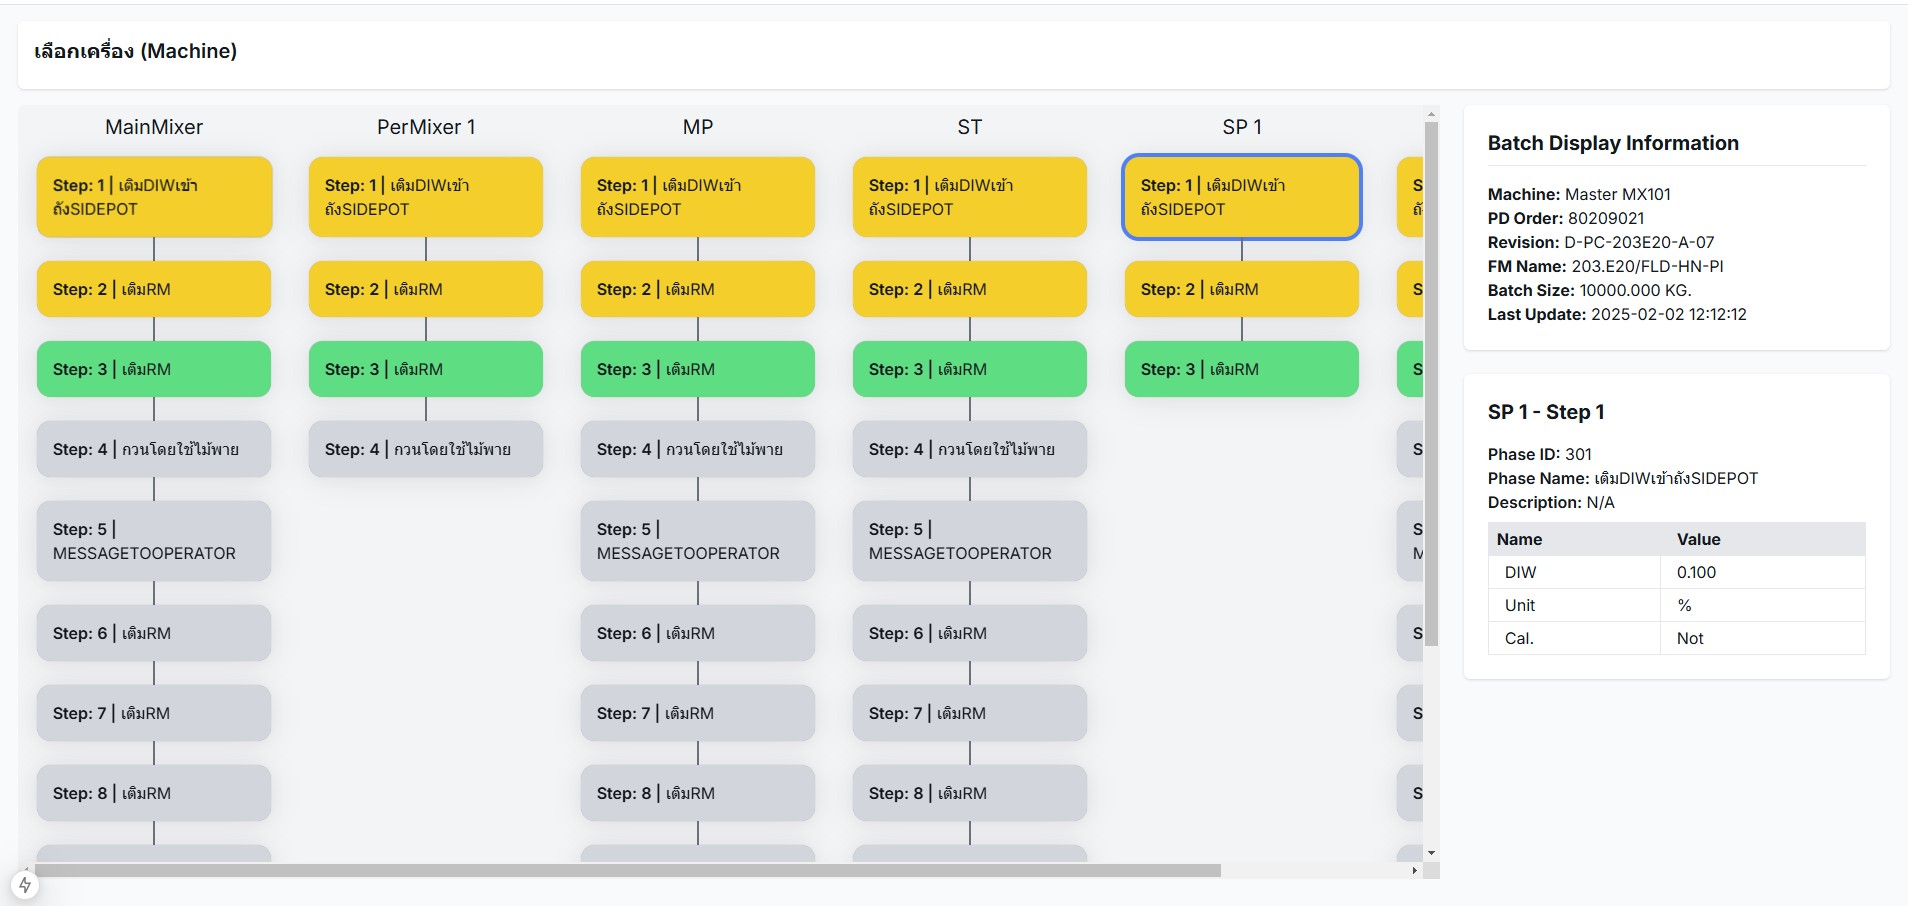 เลือกเครื่อง (Machine)
MainMixer
Step: 1 | เติมDIWเข้า
ถังSIDEPOT
Step: 2 | เติมRM
Step: 3 | เติมRM
Step: 4 | กวนโดยใช้ไม้พาย
Step: 5 |
MESSAGETOOPERATOR
Step: 6 | เติมRM
Step: 7 | เติมRM
Step: 8 | เติมRM
PerMixer 1
Step: 1 | เติมDIWเข้า
ถังSIDEPOT
Step: 2 | เติมRM
Step: 3 | เติมRM
Step: 4 | กวนโดยใช้ไม้พาย
MP
Step: 1 | เติมDIWเข้า
ถังSIDEPOT
Step: 2 | เติมRM
Step: 3 | เติมRM
Step: 4 | กวนโดยใช้ไม้พาย
Step: 5 |
MESSAGETOOPERATOR
Step: 6 | เติมRM
Step: 7 | เติมRM
Step: 8 | เติมRM
ST
Step: 1 | เติมDIWเข้า
ถังSIDEPOT
Step: 2 | เติมRM
Step: 3 | เติมRM
Step: 4 | กวนโดยใช้ไม้พาย
Step: 5 |
MESSAGETOOPERATOR
Step: 6 | เติมRM
Step: 7 | เติมRM
Step: 8 | เติมRM
SP 1
Step: 1 | เติมDIWเข้า
ถังSIDEPOT
Step: 2 | เติมRM
Step: 3 | เติมRM
Batch Display Information
Machine: Master MX101
PD Order: 80209021
Revision: D-PC-203E20-A-07
FM Name: 203.E20/FLD-HN-PI
Batch Size: 10000.000 KG.
Last Update: 2025-02-02 12:12:12
SP 1 - Step 1
Phase ID: 301
Phase Name: เติมDIWเข้าถังSIDEPOT
Description: N/A
Name Value
DIW 0.100
Unit %
Cal. Not